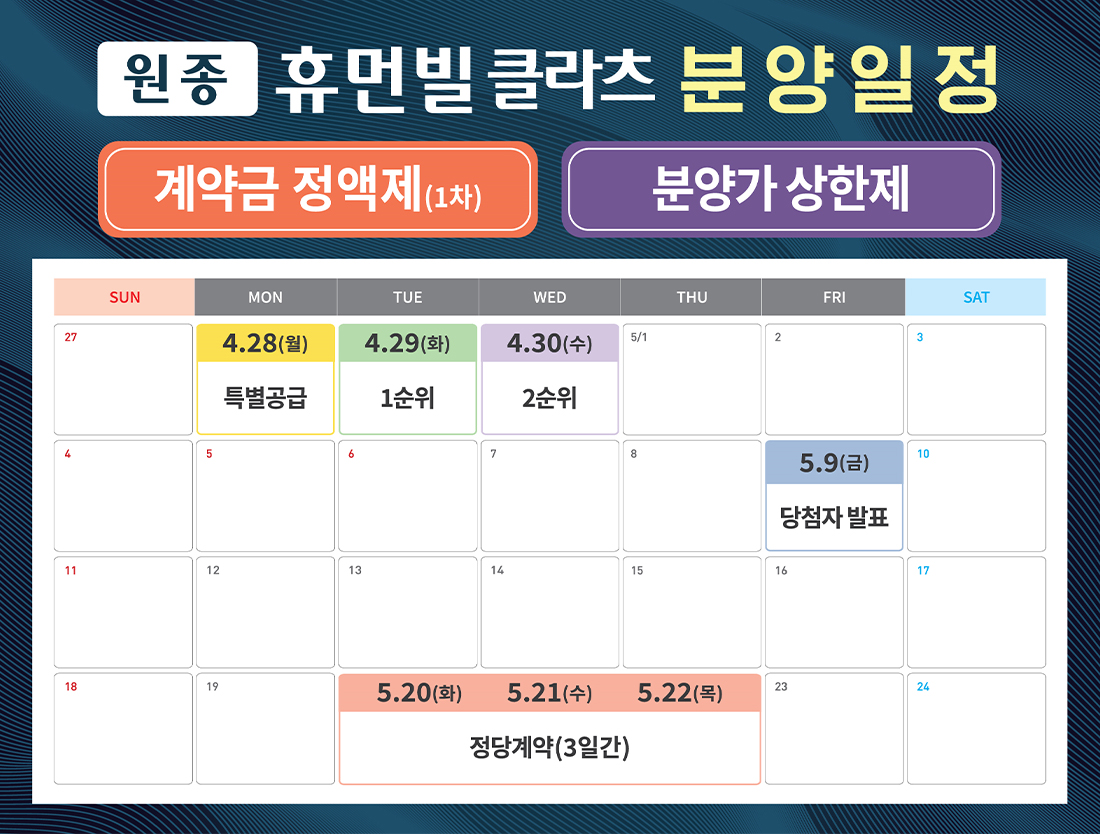 원종 휴먼빌 클라츠 분양일정
계약금 정액제(1차) 분양가 상한제
SUN MON TUE WED THU FRI SAT
27 4.28(월) 4.29(화) 4.30(수) 5/1 2 3
특별공급 1순위 2순위
4 5 6 7 8 5.9(금) 10
당첨자 발표
11 12 13 14 15 16 17
18 19 5.20(화) 5.21(수) 5.22(목) 23 24
정당계약(3일간)